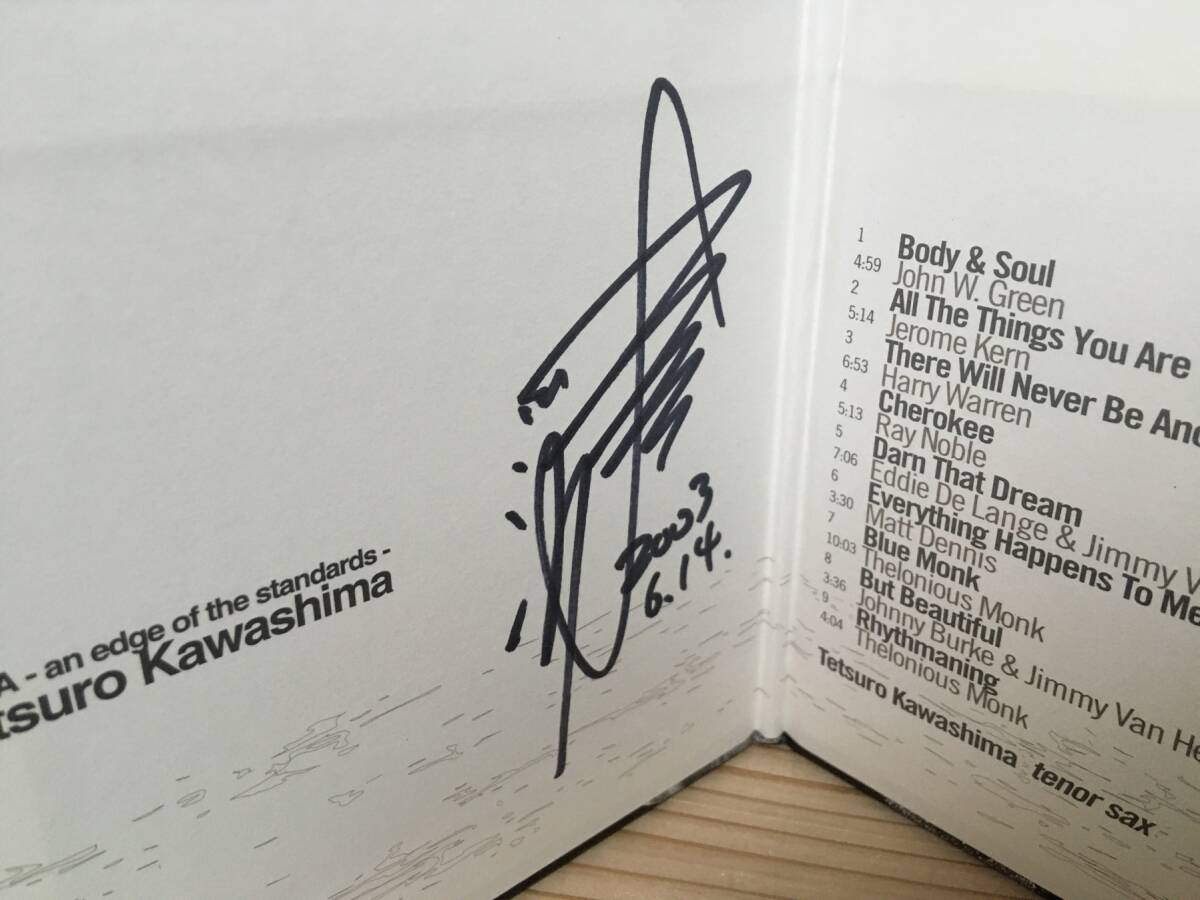 A - an edge of the standards -
tsuro Kawashima
2003
6.14.
1
Body & Soul
4:59
John W. Green
2
All The Things You Are
5:14
Jerome Kern
3
There Will Never Be And
6:53
Harry Warren
4
Cherokee
5:13
Ray Noble
5
Darn That Dream
7:06
Eddie De Lange & Jimmy V
6
Everything Happens To Me
3:30
Matt Dennis
7
Blue Monk
10:03
Thelonious Monk
8
But Beautiful
3:36
Johnny Burke & Jimmy Van He
9
Rhythmaning
4:04
Thelonious Monk
Tetsuro Kawashima tenor sax